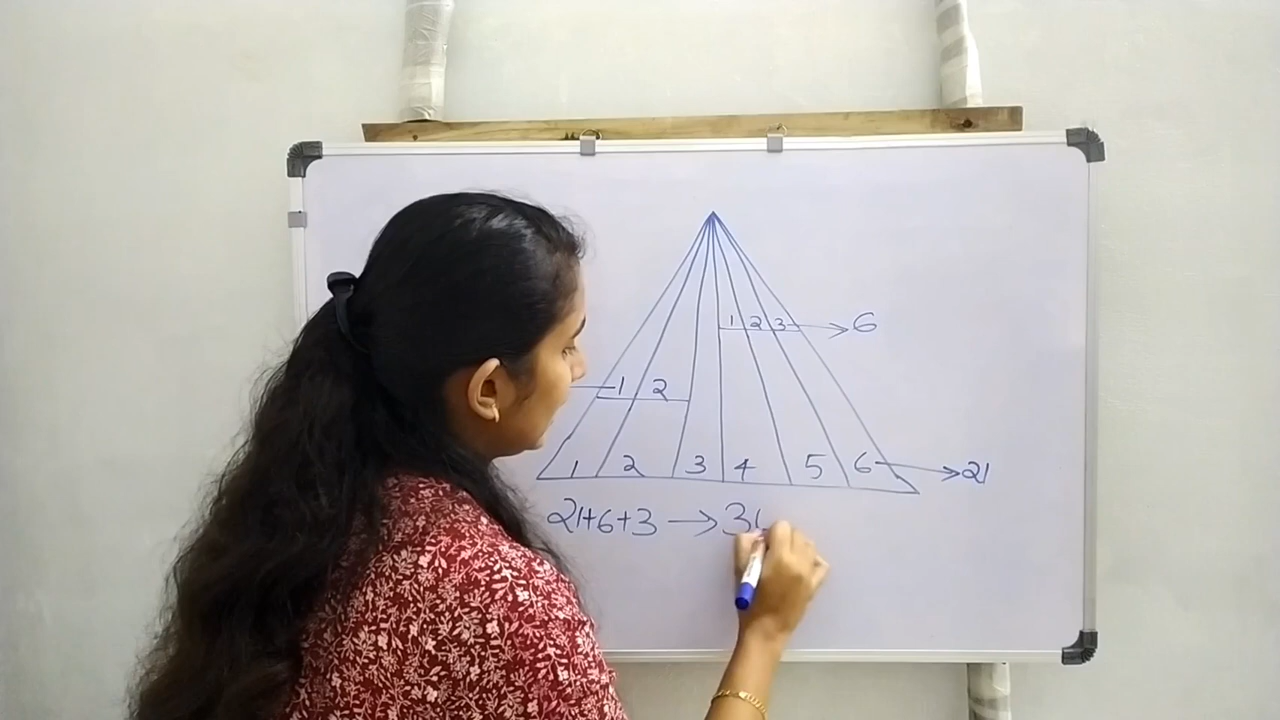 1 2 3 → 6
1 2
1 2 3 4 5 6 → 21
21+6+3 → 3